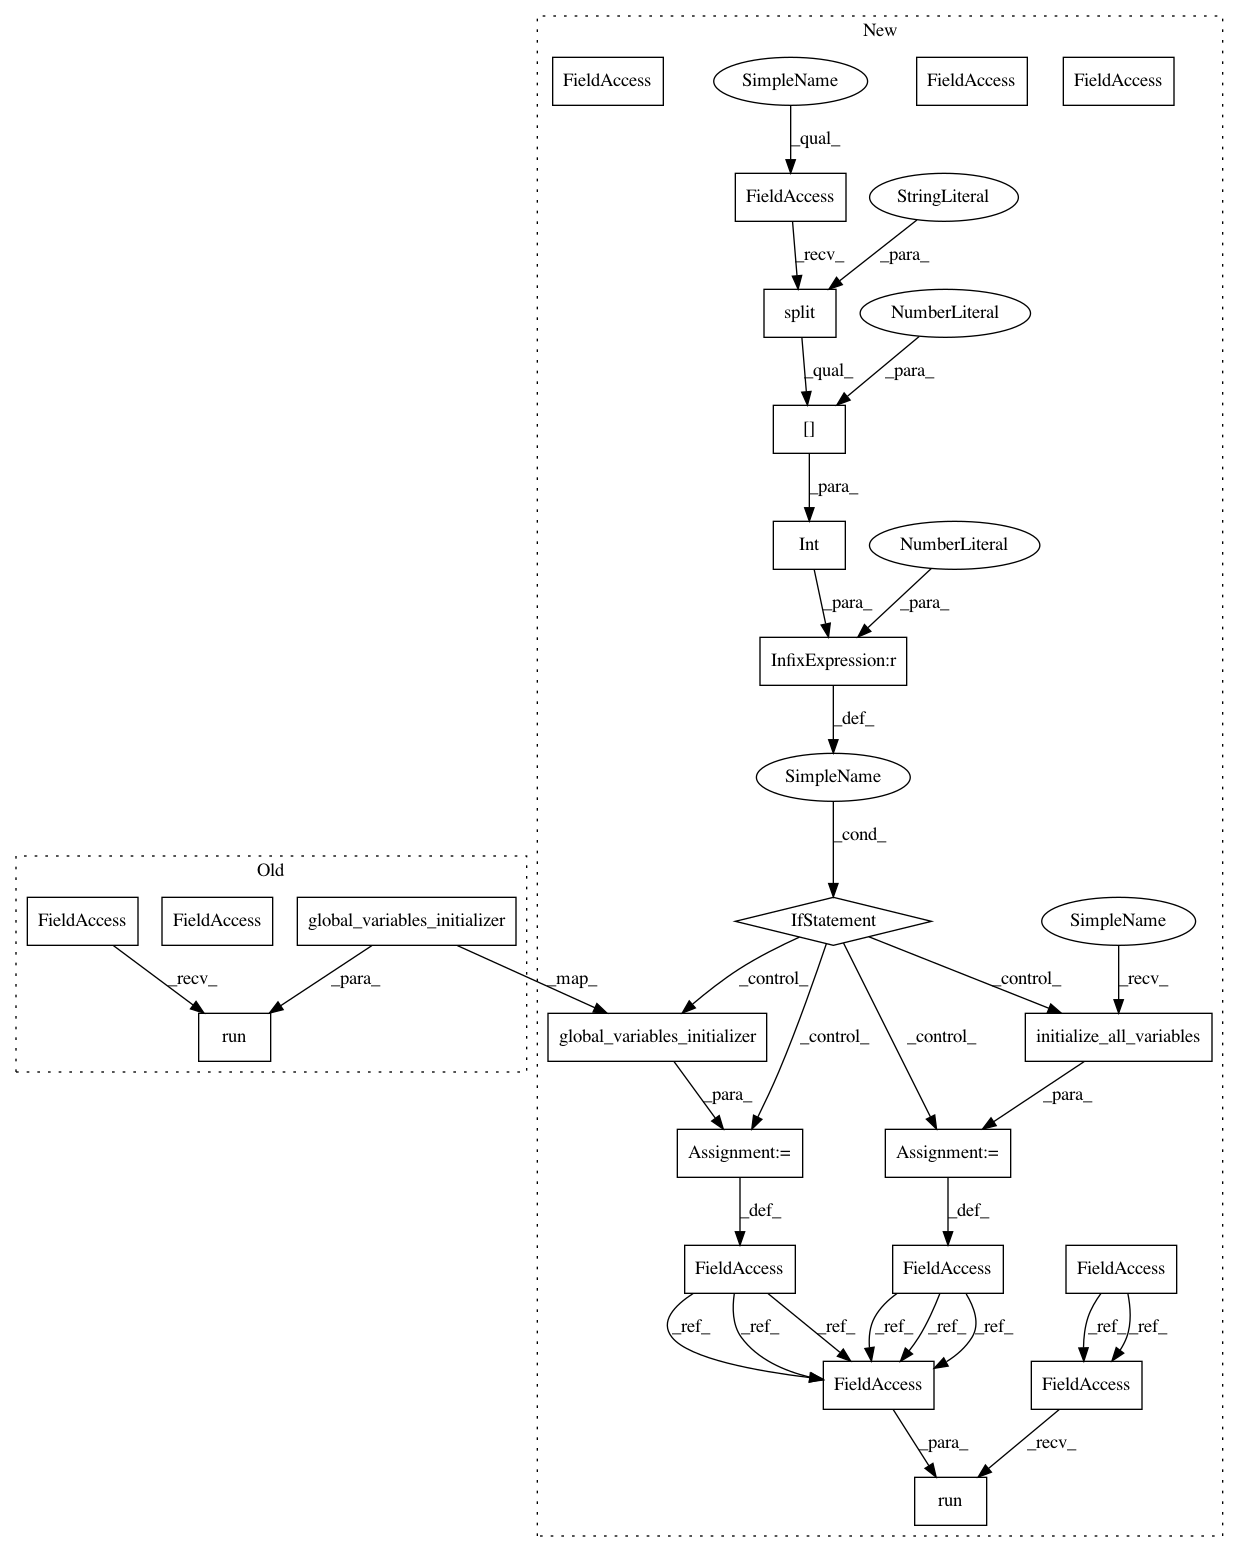 New
FieldAccess
SimpleName
FieldAccess
FieldAccess
_qual_
FieldAccess
StringLiteral
_recv_
_para_
split
NumberLiteral
_qual_
_para_
[]
_para_
Int
NumberLiteral
_para_
_para_
InfixExpression:r
_def_
SimpleName
_cond_
Old
FieldAccess
FieldAccess
global_variables_initializer
IfStatement
SimpleName
_recv_
_para_
_map_
_control_
_control_
_recv_
run
global_variables_initializer
_control_
_control_
initialize_all_variables
_para_
_para_
Assignment:=
Assignment:=
_def_
_def_
FieldAccess
FieldAccess
FieldAccess
_ref_
_ref_
_ref_
_ref_
_ref_
_ref_
_ref_
_ref_
FieldAccess
FieldAccess
_para_
_recv_
run